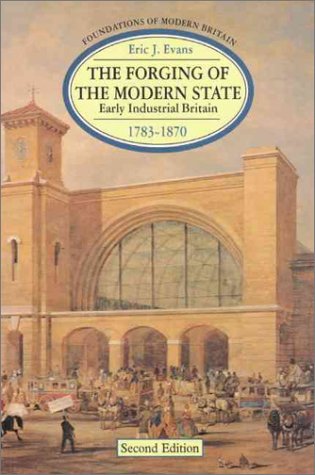 FOUNDATIONS OF MODERN BRITAIN
Eric J. Evans
THE FORGING OF
THE MODERN STATE
Early Industrial Britain
1783-1870
Second Edition